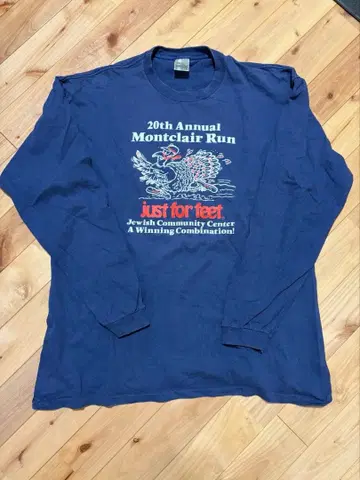 20th Annual
Montclair Run
just for feet.
Jewish Community Center
A Winning Combination!